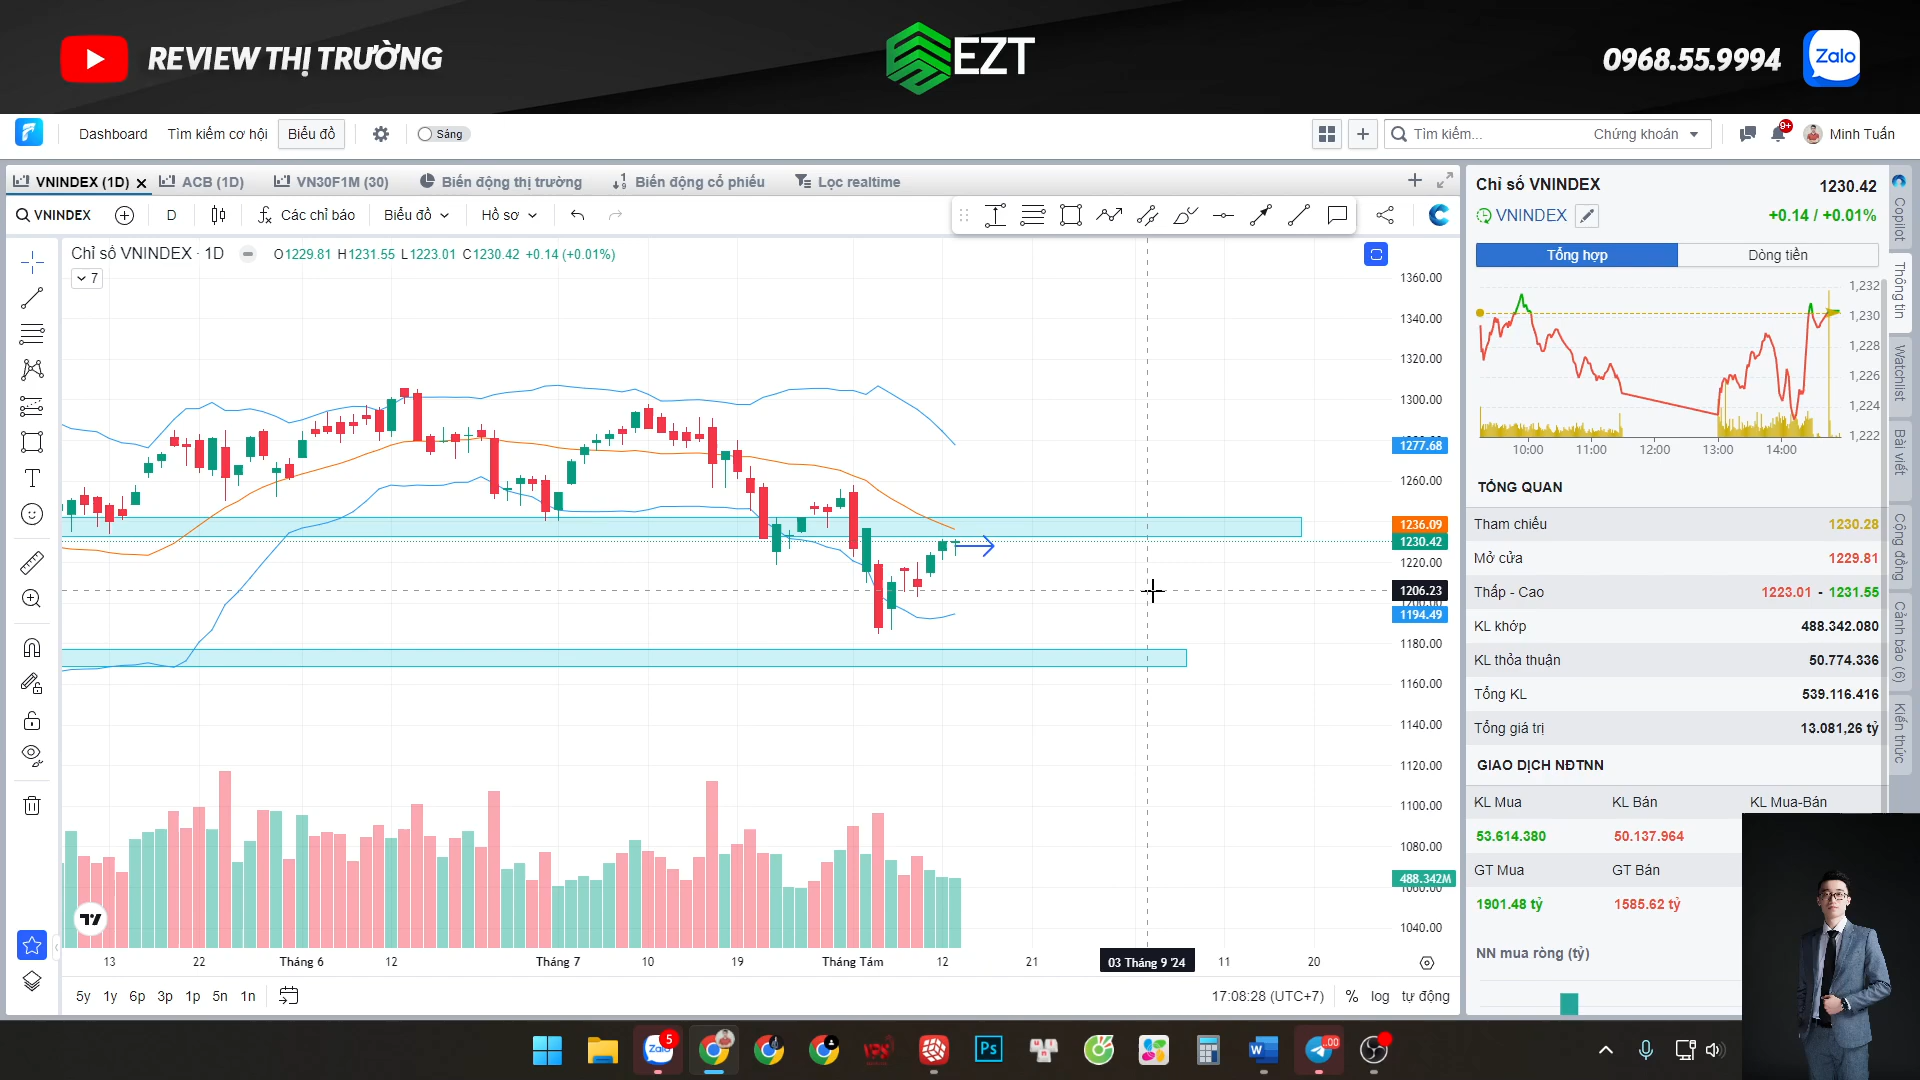 REVIEW THỊ TRƯỜNG
EZT
0968.55.9994
Zalo
Dashboard
Tìm kiếm cơ hội
Biểu đồ
Sáng
Tìm kiếm...
Chứng khoán
9+
Minh Tuấn
VNINDEX (1D)
ACB (1D)
VN30F1M (30)
Biến động thị trường
Biến động cổ phiếu
Lọc realtime
VNINDEX
D
Các chỉ báo
Biểu đồ
Hồ sơ
Chỉ số VNINDEX · 1D
O1229.81 H1231.55 L1223.01 C1230.42 +0.14 (+0.01%)
7
1360.00
1340.00
1320.00
1300.00
1277.68
1260.00
1236.09
1230.42
1220.00
1206.23
1194.49
1180.00
1160.00
1140.00
1120.00
1100.00
1080.00
488.342M
1060.00
1040.00
13
22
Tháng 6
12
Tháng 7
10
19
Tháng Tám
12
21
03 Tháng 9 '24
11
20
5y
1y
6p
3p
1p
5n
1n
17:08:28 (UTC+7)
%
log
tự động
Chỉ số VNINDEX
1230.42
VNINDEX
+0.14 / +0.01%
Tổng hợp
Dòng tiền
1,232
1,230
1,228
1,226
1,224
1,222
10:00
11:00
12:00
13:00
14:00
TỔNG QUAN
Tham chiếu
1230.28
Mở cửa
1229.81
Thấp - Cao
1223.01 - 1231.55
KL khớp
488.342.080
KL thỏa thuận
50.774.336
Tổng KL
539.116.416
Tổng giá trị
13.081,26 tỷ
GIAO DỊCH NĐTNN
KL Mua
KL Bán
KL Mua-Bán
53.614.380
50.137.964
GT Mua
GT Bán
1901.48 tỷ
1585.62 tỷ
NN mua ròng (tỷ)
Copilot
Thông tin
Watchlist
Bài viết
Cộng đồng
Cảnh báo (6)
Kiến thức
Zalo
5
Ps
W
.00